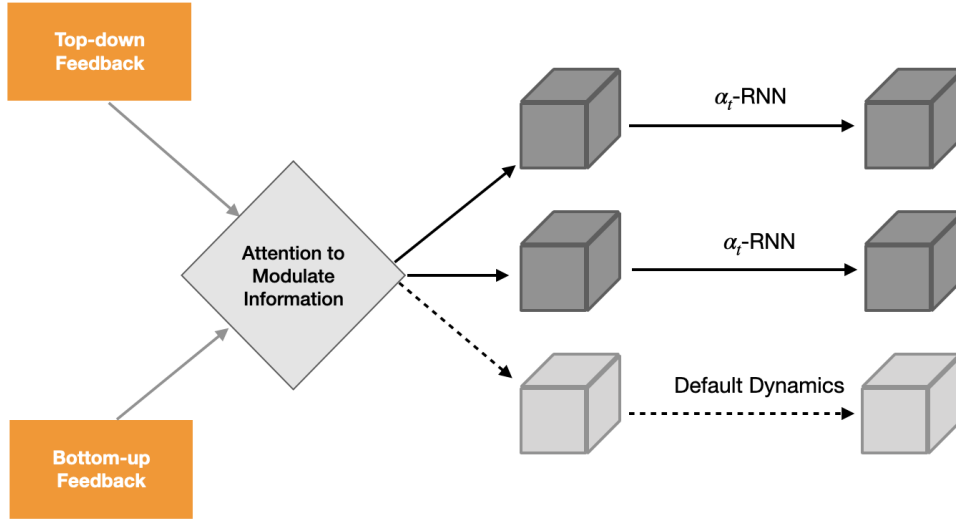 Top-down
Feedback
α_t-RNN
Attention to
Modulate
Information
α_t-RNN
Default Dynamics
Bottom-up
Feedback